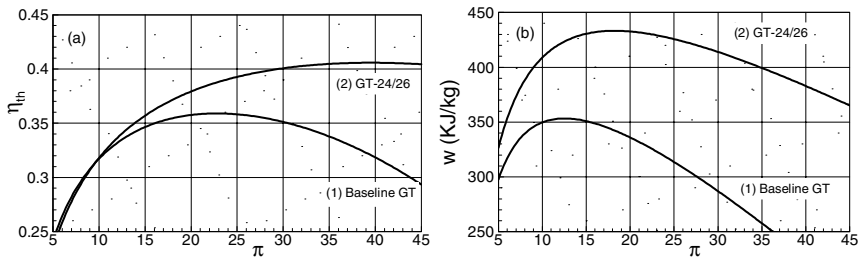 0.45
(a)
0.4
(2) GT-24/26
ηth
0.35
0.3
(1) Baseline GT
0.25
5 10 15 20 25 30 35 40 45
π
450
(b)
(2) GT-24/26
400
w (KJ/kg)
350
300
(1) Baseline GT
250
5 10 15 20 25 30 35 40 45
π